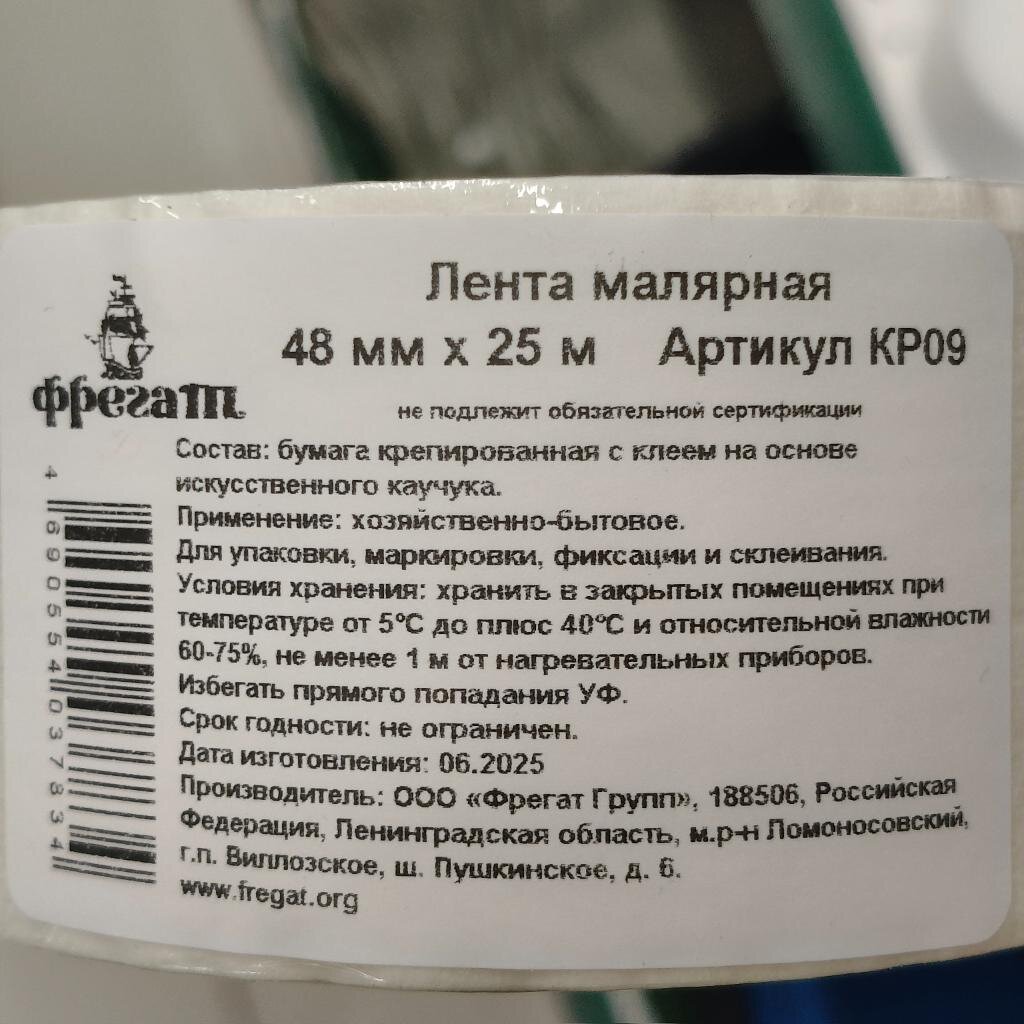 Лента малярная
48 мм х 25 м Артикул КР09
фрегат
не подлежит обязательной сертификации
Состав: бумага крепированная с клеем на основе
искусственного каучука.
Применение: хозяйственно-бытовое.
Для упаковки, маркировки, фиксации и склеивания.
Условия хранения: хранить в закрытых помещениях при
температуре от 5°С до плюс 40°С и относительной влажности
60-75%, не менее 1 м от нагревательных приборов.
Избегать прямого попадания УФ.
Срок годности: не ограничен.
Дата изготовления: 06.2025
Производитель: ООО «Фрегат Групп», 188506, Российская
Федерация, Ленинградская область, м.р-н Ломоносовский,
г.п. Виллозское, ш. Пушкинское, д. 6.
www.fregat.org
4 690554 037834